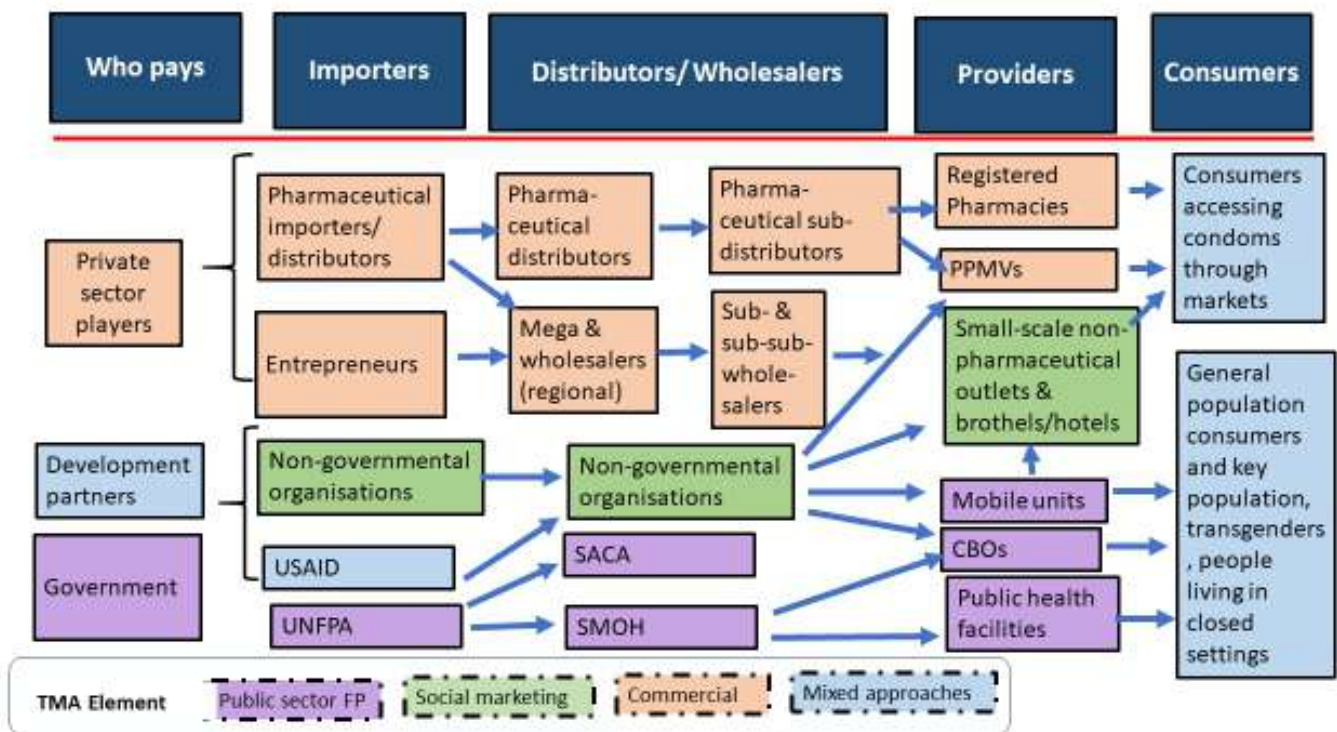 Who pays
Importers
Distributors/ Wholesalers
Providers
Consumers
Private
sector
players
Pharmaceutical
importers/
distributors
Pharma-
ceutical
distributors
Pharma-
ceutical sub-
distributors
Registered
Pharmacies
PPMVs
Consumers
accessing
condoms
through
markets
Entrepreneurs
Mega &
wholesalers
(regional)
Sub- &
sub-sub-
whole-
salers
Small-scale non-
pharmaceutical
outlets &
brothels/hotels
Development
partners
Government
Non-governmental
organisations
USAID
UNFPA
Non-governmental
organisations
SACA
SMOH
Mobile units
CBOs
Public health
facilities
General
population
consumers
and key
population,
transgenders
, people
living in
closed
settings
TMA Element
Public sector FP
Social marketing
Commercial
Mixed approaches